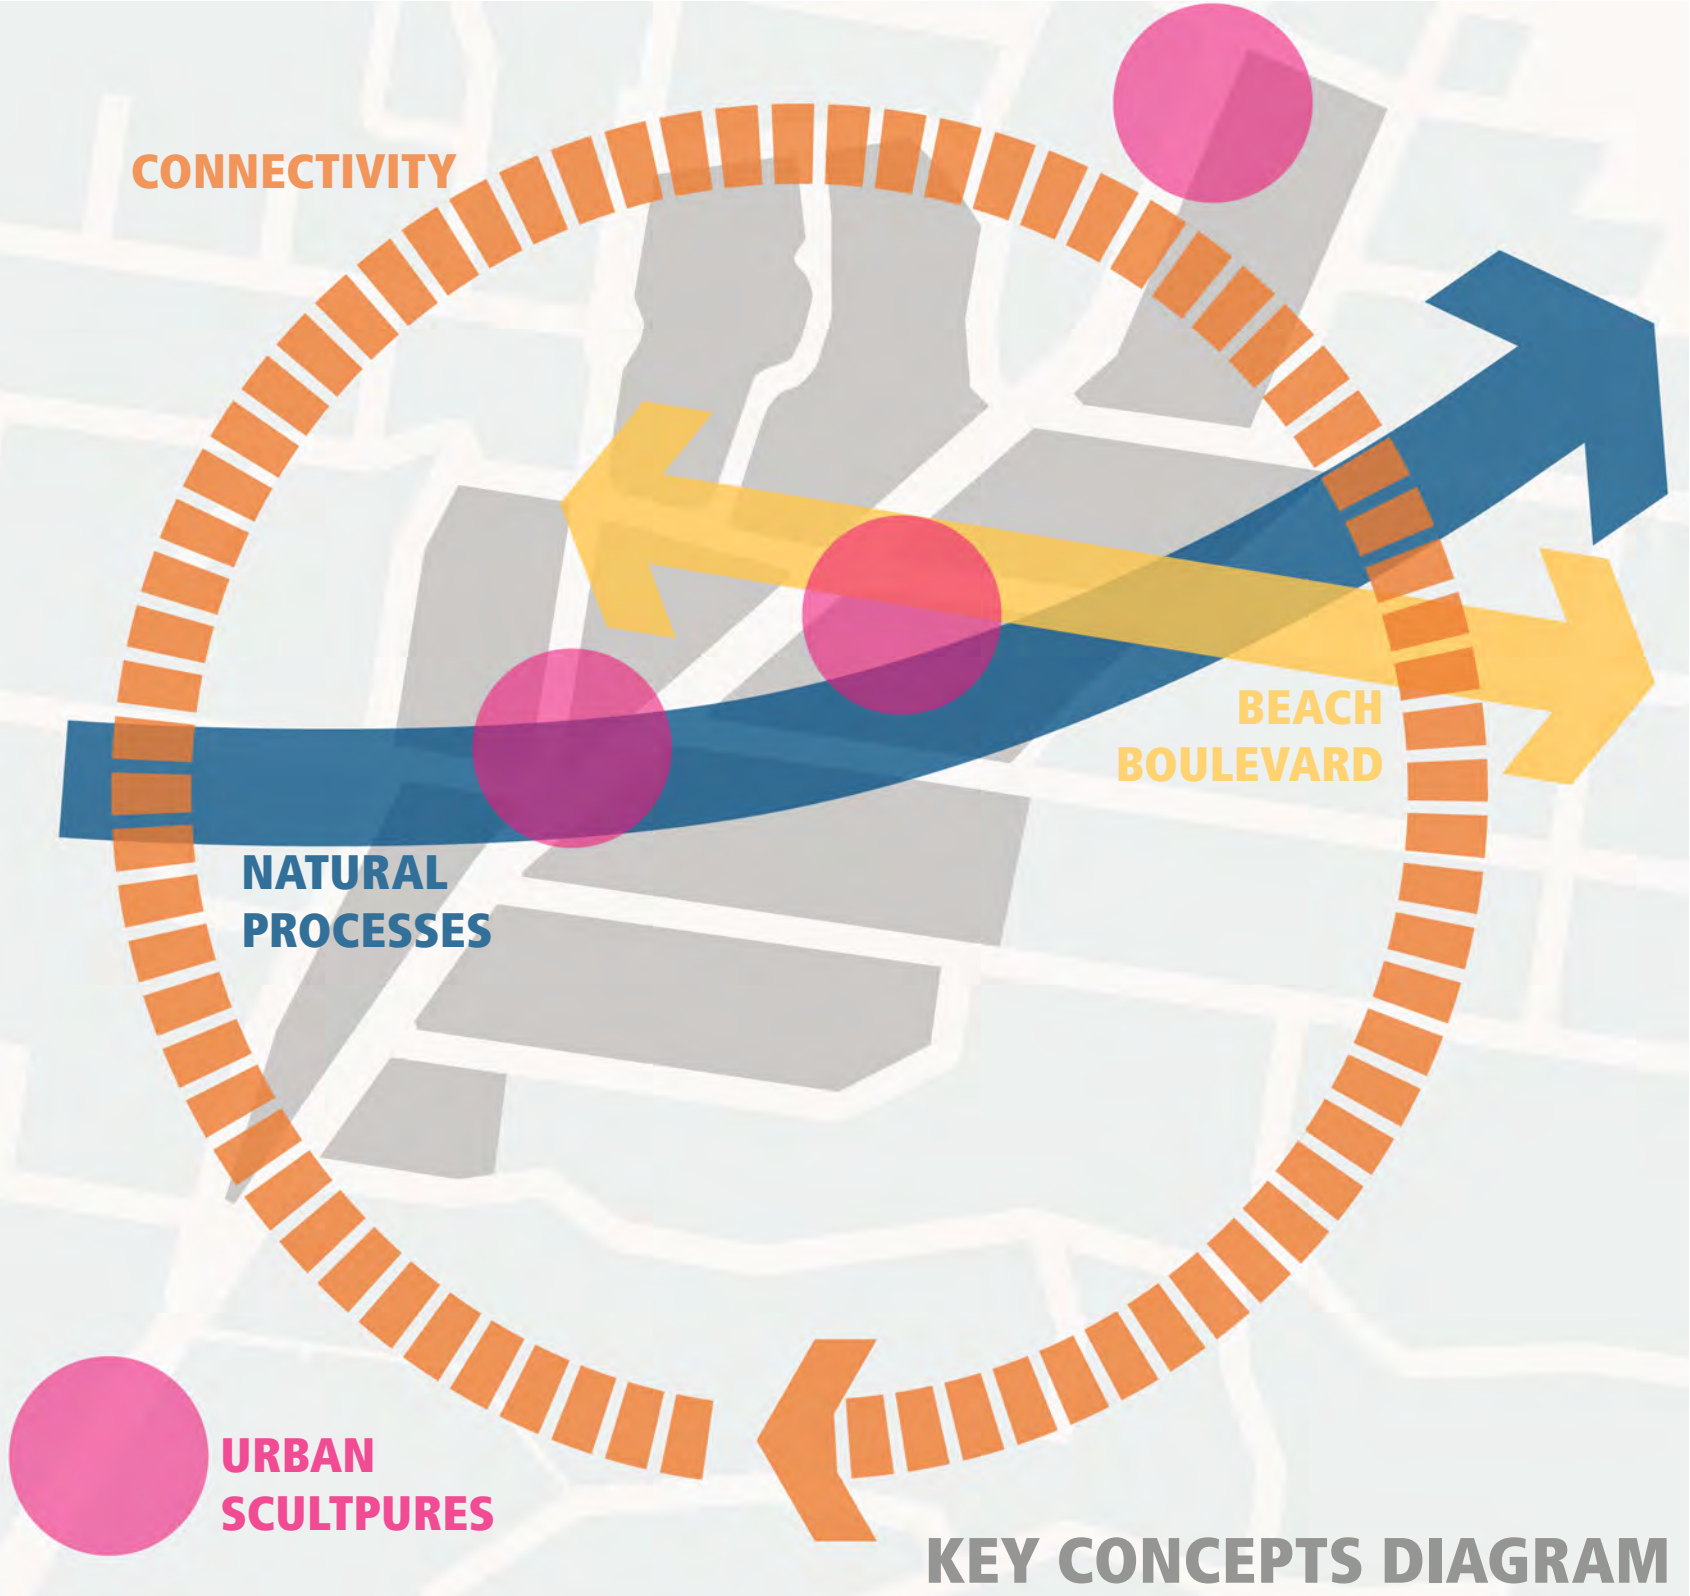 CONNECTIVITY
BEACH
BOULEVARD
NATURAL
PROCESSES
URBAN
SCULTPURES
KEY CONCEPTS DIAGRAM